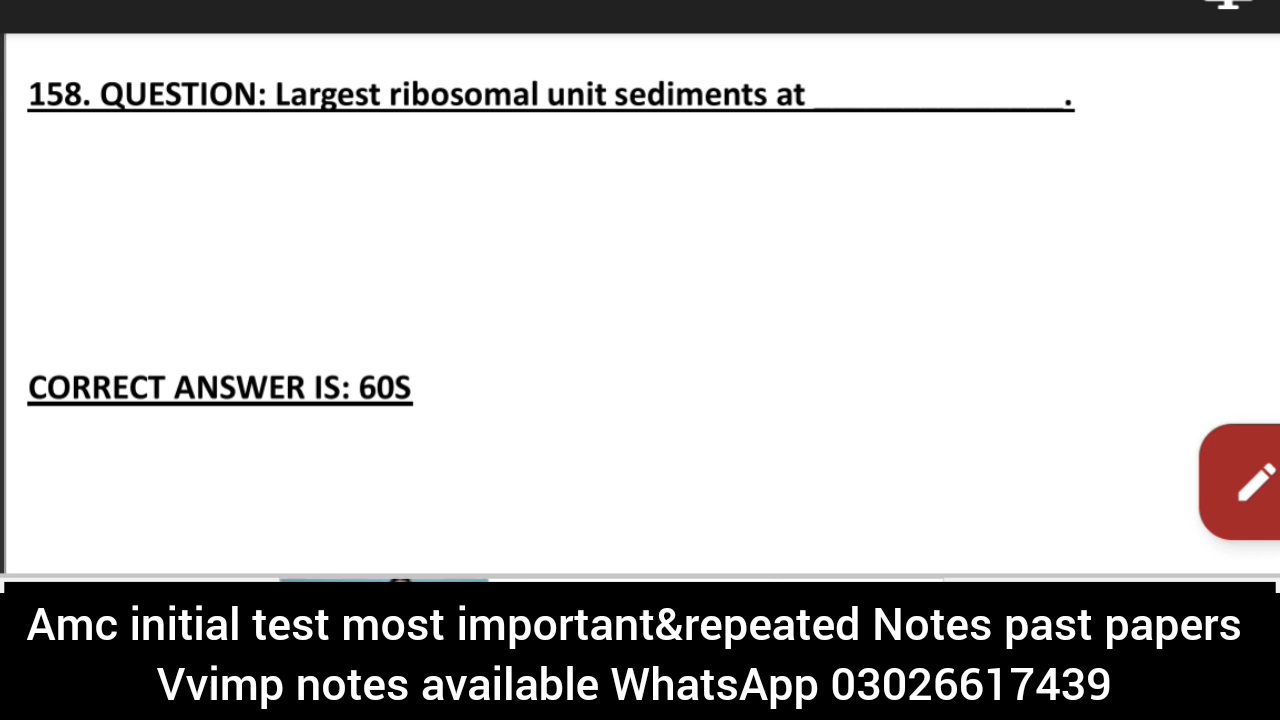 158. QUESTION: Largest ribosomal unit sediments at _______________.
CORRECT ANSWER IS: 60S
Amc initial test most important&repeated Notes past papers
Vvimp notes available WhatsApp 03026617439